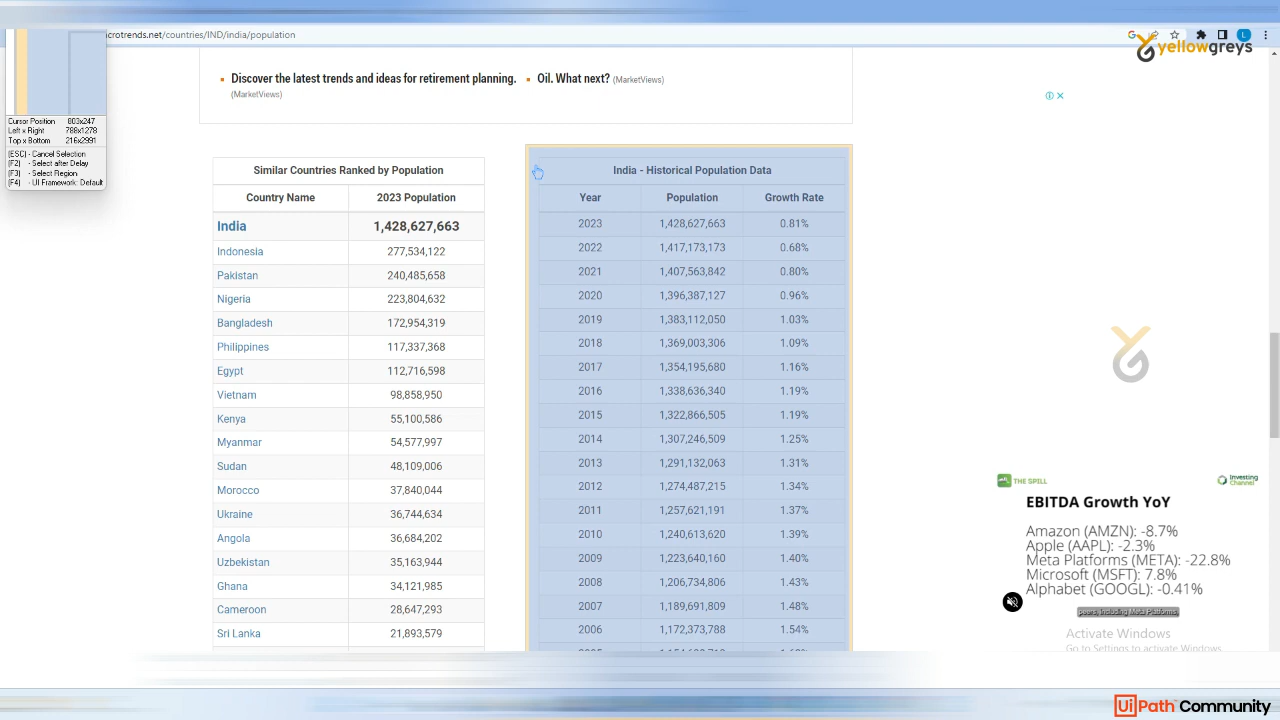 crotrends.net/countries/IND/india/population
yellowgreys
Discover the latest trends and ideas for retirement planning.
(MarketViews)
Oil. What next? (MarketViews)
Cursor Position 803x247
Left x Right 788x1278
Top x Bottom 216x2991
[ESC] - Cancel Selection
[F2] - Select after Delay
[F3] - Select Region
[F4] - UI Framework: Default
Similar Countries Ranked by Population
Country Name 2023 Population
India 1,428,627,663
Indonesia 277,534,122
Pakistan 240,485,658
Nigeria 223,804,632
Bangladesh 172,954,319
Philippines 117,337,368
Egypt 112,716,598
Vietnam 98,858,950
Kenya 55,100,586
Myanmar 54,577,997
Sudan 48,109,006
Morocco 37,840,044
Ukraine 36,744,634
Angola 36,684,202
Uzbekistan 35,163,944
Ghana 34,121,985
Cameroon 28,647,293
Sri Lanka 21,893,579
India - Historical Population Data
Year Population Growth Rate
2023 1,428,627,663 0.81%
2022 1,417,173,173 0.68%
2021 1,407,563,842 0.80%
2020 1,396,387,127 0.96%
2019 1,383,112,050 1.03%
2018 1,369,003,306 1.09%
2017 1,354,195,680 1.16%
2016 1,338,636,340 1.19%
2015 1,322,866,505 1.19%
2014 1,307,246,509 1.25%
2013 1,291,132,063 1.31%
2012 1,274,487,215 1.34%
2011 1,257,621,191 1.37%
2010 1,240,613,620 1.39%
2009 1,223,640,160 1.40%
2008 1,206,734,806 1.43%
2007 1,189,691,809 1.48%
2006 1,172,373,788 1.54%
THE SPILL
Investing
Channel
EBITDA Growth YoY
Amazon (AMZN): -8.7%
Apple (AAPL): -2.3%
Meta Platforms (META): -22.8%
Microsoft (MSFT): 7.8%
Alphabet (GOOGL): -0.41%
peers, including Meta Platforms,
Activate Windows
Go to Settings to activate Windows.
UiPath Community